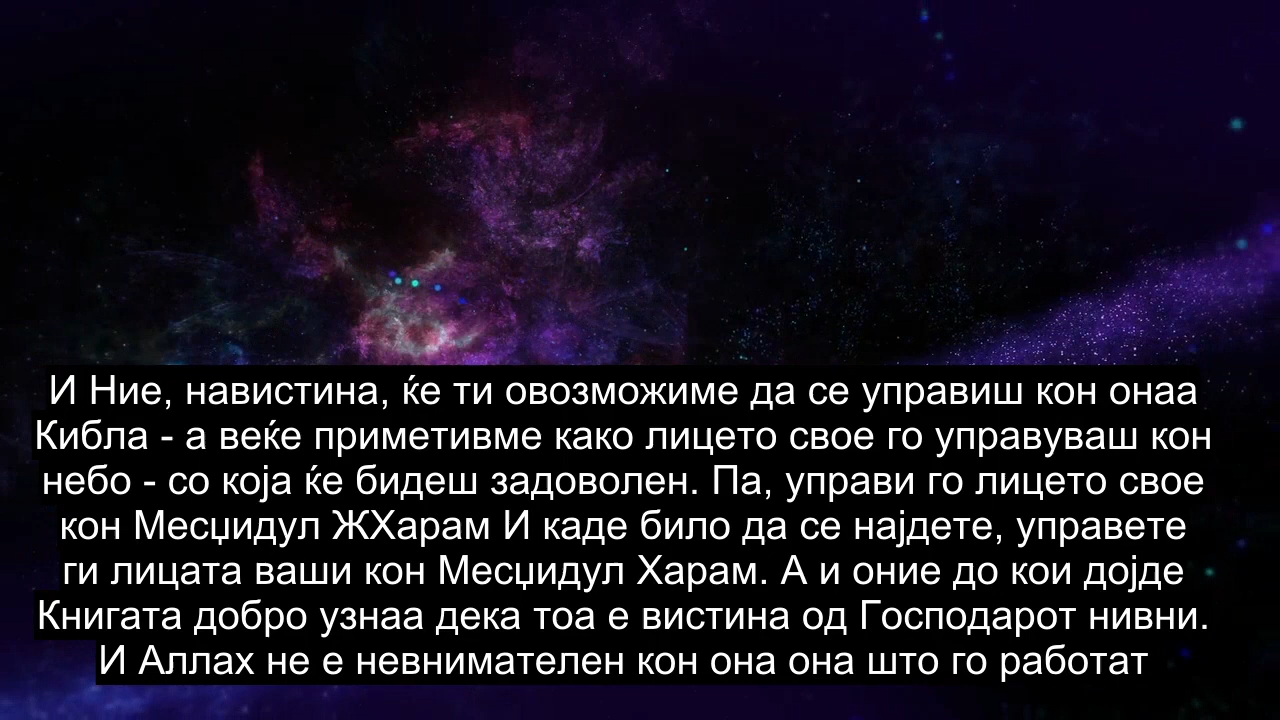 И Ние, навистина, ќе ти овозможиме да се управиш кон онаа
Кибла - а веќе приметивме како лицето свое го управуваш кон
небо - со која ќе бидеш задоволен. Па, управи го лицето свое
кон Месџидул ЖХарам И каде било да се најдете, управете
ги лицата ваши кон Месџидул Харам. А и оние до кои дојде
Книгата добро узнаа дека тоа е вистина од Господарот нивни.
И Аллах не е невнимателен кон она она што го работат